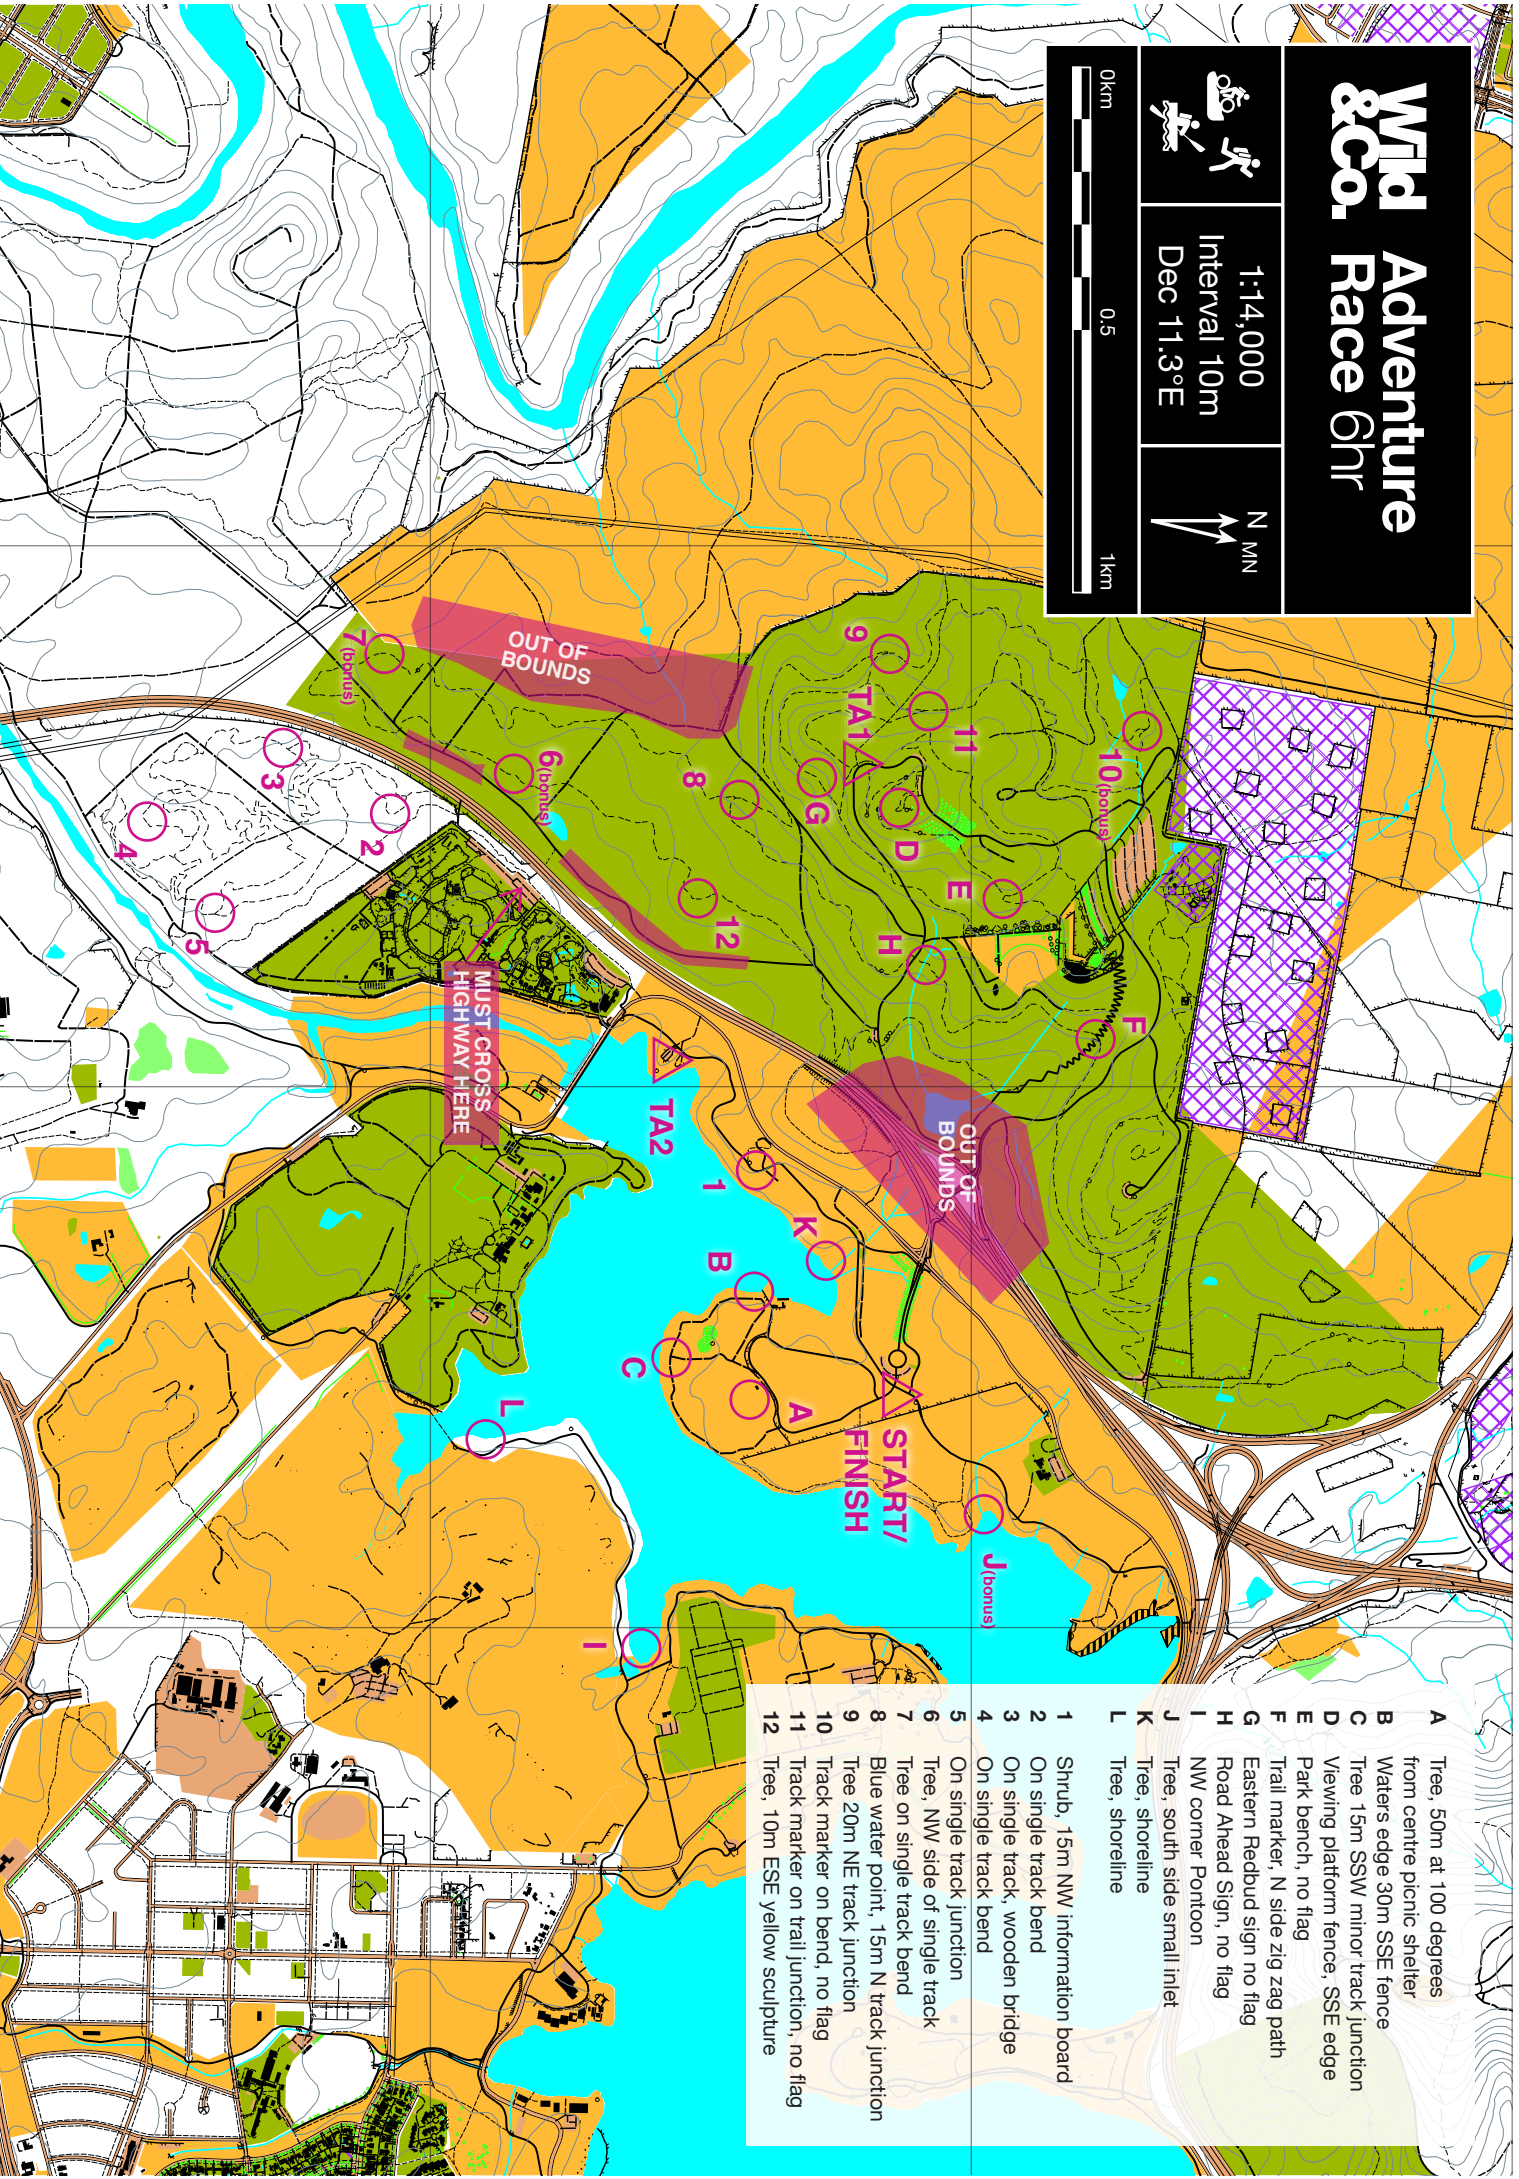 Wild
&Co.
Adventure
Race 6hr
1:14,000
Interval 10m
Dec 11.3°E
N MN
0km 0.5 1km
OUT OF
BOUNDS
7(bonus)
6(bonus)
3
2
4
5
8
9
TA1
11
G
D
10(bonus)
E
12
H
F
MUST CROSS
HIGHWAY HERE
OUT OF
BOUNDS
TA2
1
K
B
C
A
START/
FINISH
L
J(bonus)
I
A Tree, 50m at 100 degrees
from centre picnic shelter
B Waters edge 30m SSE fence
C Tree 15m SSW minor track junction
D Viewing platform fence, SSE edge
E Park bench, no flag
F Trail marker, N side zig zag path
G Eastern Redbud sign no flag
H Road Ahead Sign, no flag
I NW corner Pontoon
J Tree, south side small inlet
K Tree, shoreline
L Tree, shoreline
1 Shrub, 15m NW information board
2 On single track bend
3 On single track, wooden bridge
4 On single track bend
5 On single track junction
6 Tree, NW side of single track
7 Tree on single track bend
8 Blue water point, 15m N track junction
9 Tree 20m NE track junction
10 Track marker on bend, no flag
11 Track marker on trail junction, no flag
12 Tree, 10m ESE yellow sculpture